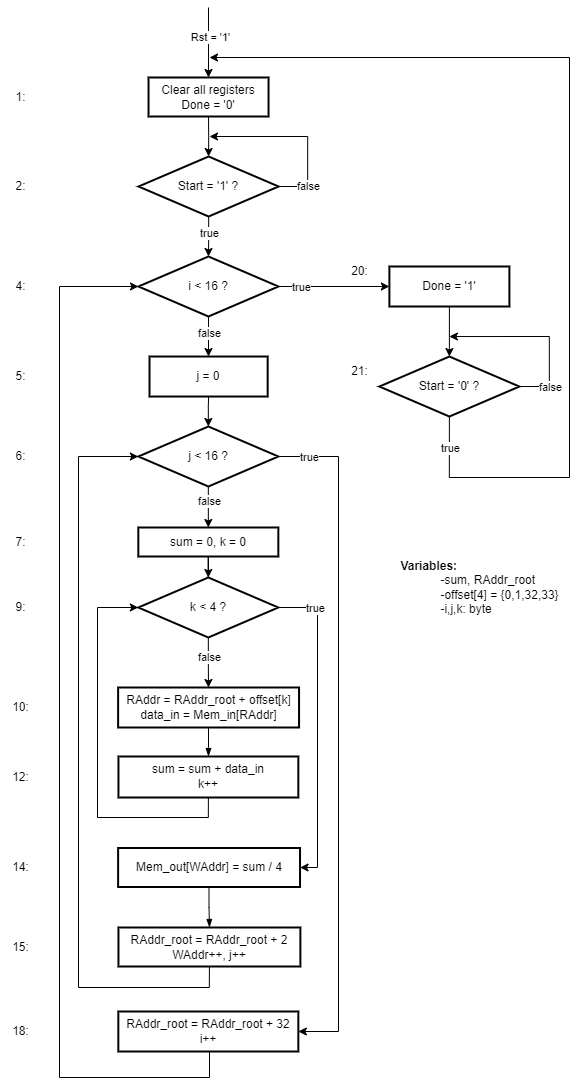 Rst = '1'
1:
Clear all registers
Done = '0'
2:
Start = '1' ?
false
true
4:
i < 16 ?
true
20:
Done = '1'
false
5:
j = 0
21:
Start = '0' ?
false
true
6:
j < 16 ?
true
false
7:
sum = 0, k = 0
Variables:
-sum, RAddr_root
-offset[4] = {0,1,32,33}
-i,j,k: byte
9:
k < 4 ?
true
false
10:
RAddr = RAddr_root + offset[k]
data_in = Mem_in[RAddr]
12:
sum = sum + data_in
k++
14:
Mem_out[WAddr] = sum / 4
15:
RAddr_root = RAddr_root + 2
WAddr++, j++
18:
RAddr_root = RAddr_root + 32
i++